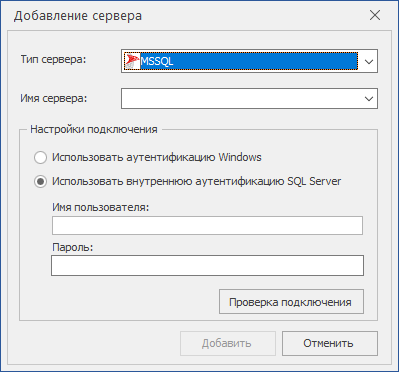 Добавление сервера
Тип сервера: MSSQL
Имя сервера:
Настройки подключения
Использовать аутентификацию Windows
Использовать внутреннюю аутентификацию SQL Server
Имя пользователя:
Пароль:
Проверка подключения
Добавить Отменить